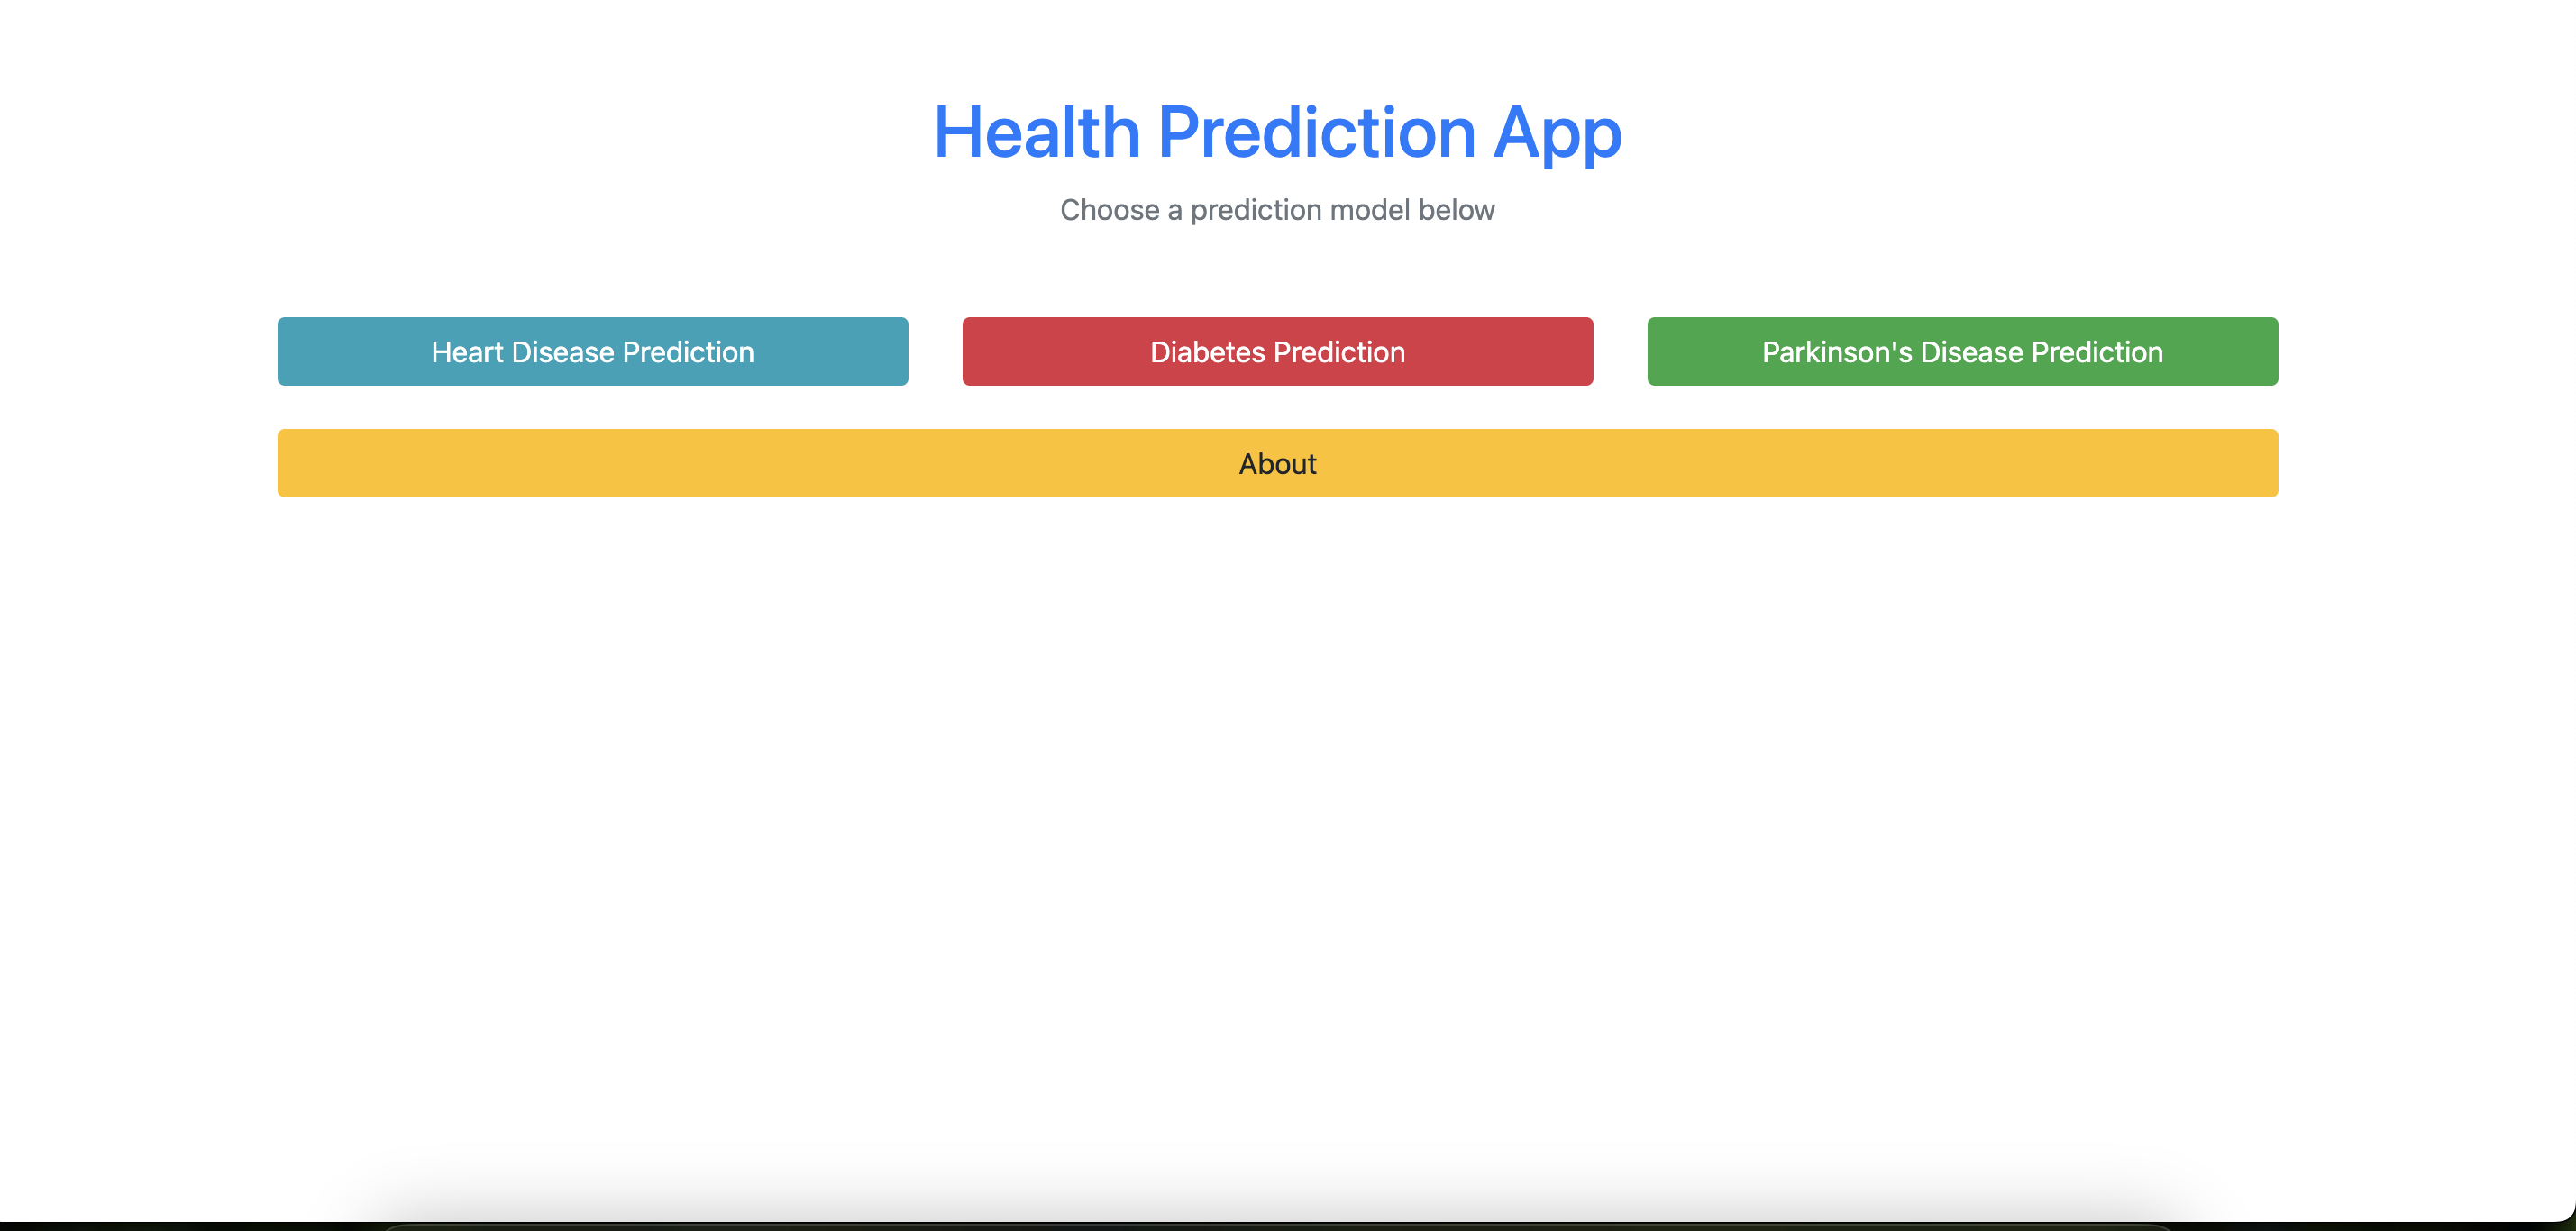 Health Prediction App
Choose a prediction model below
Heart Disease Prediction
Diabetes Prediction
Parkinson's Disease Prediction
About